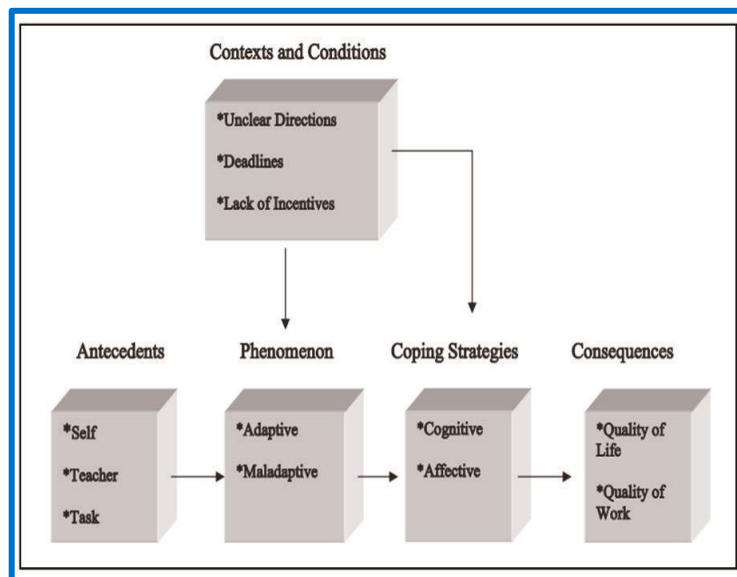 Contexts and Conditions
*Unclear Directions
*Deadlines
*Lack of Incentives
Antecedents
Phenomenon
Coping Strategies
Consequences
*Self
*Teacher
*Task
*Adaptive
*Maladaptive
*Cognitive
*Affective
*Quality of
Life
*Quality of
Work